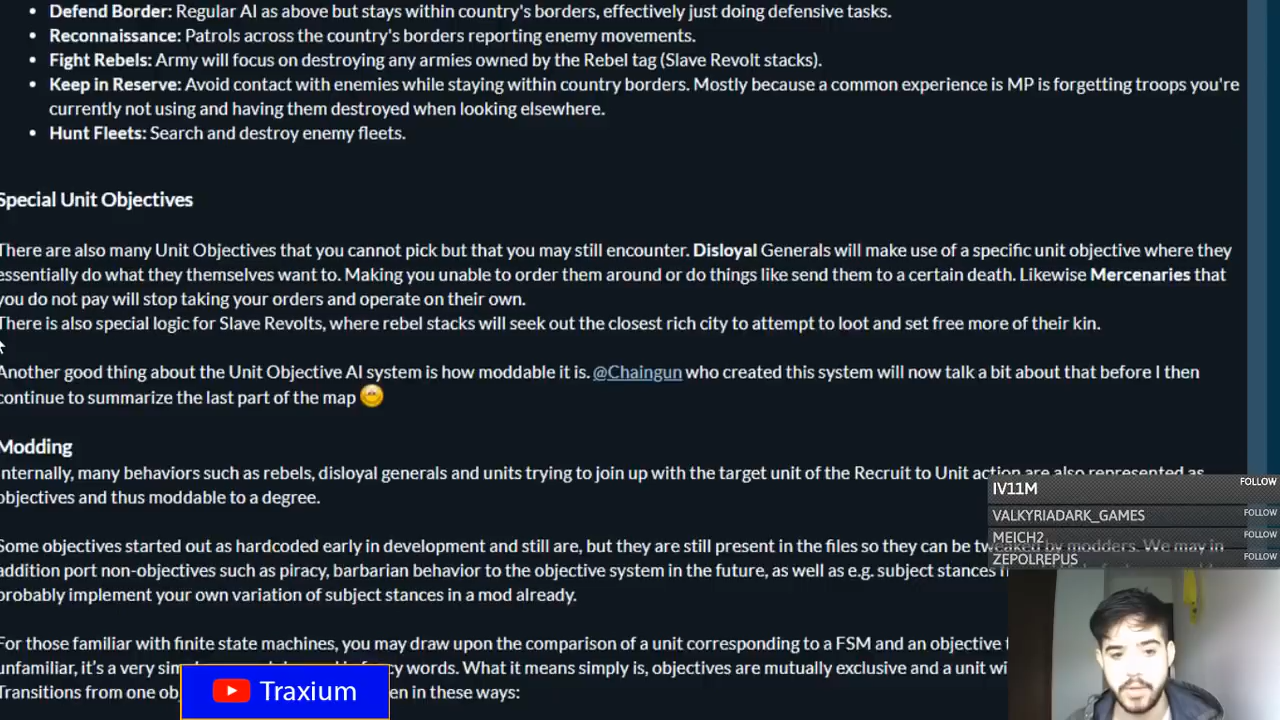 Defend Border: Regular AI as above but stays within country's borders, effectively just doing defensive tasks.
Reconnaissance: Patrols across the country's borders reporting enemy movements.
Fight Rebels: Army will focus on destroying any armies owned by the Rebel tag (Slave Revolt stacks).
Keep in Reserve: Avoid contact with enemies while staying within country borders. Mostly because a common experience is MP is forgetting troops you're
currently not using and having them destroyed when looking elsewhere.
Hunt Fleets: Search and destroy enemy fleets.
Special Unit Objectives
There are also many Unit Objectives that you cannot pick but that you may still encounter. Disloyal Generals will make use of a specific unit objective where they
essentially do what they themselves want to. Making you unable to order them around or do things like send them to a certain death. Likewise Mercenaries that
you do not pay will stop taking your orders and operate on their own.
There is also special logic for Slave Revolts, where rebel stacks will seek out the closest rich city to attempt to loot and set free more of their kin.
Another good thing about the Unit Objective AI system is how moddable it is. @Chaingun who created this system will now talk a bit about that before I then
continue to summarize the last part of the map
Modding
Internally, many behaviors such as rebels, disloyal generals and units trying to join up with the target unit of the Recruit to Unit action are also represented as
objectives and thus moddable to a degree.
IV11M FOLLOW
VALKYRIADARK_GAMES FOLLOW
MEICH2 FOLLOW
ZEPOLREPUS FOLLOW
Some objectives started out as hardcoded early in development and still are, but they are still present in the files so they can be tweaked by modders. We may in
addition port non-objectives such as piracy, barbarian behavior to the objective system in the future, as well as e.g. subject stances
probably implement your own variation of subject stances in a mod already.
For those familiar with finite state machines, you may draw upon the comparison of a unit corresponding to a FSM and an objective
unfamiliar, it's a very words. What it means simply is, objectives are mutually exclusive and a unit
Transitions from one in these ways:
Traxium